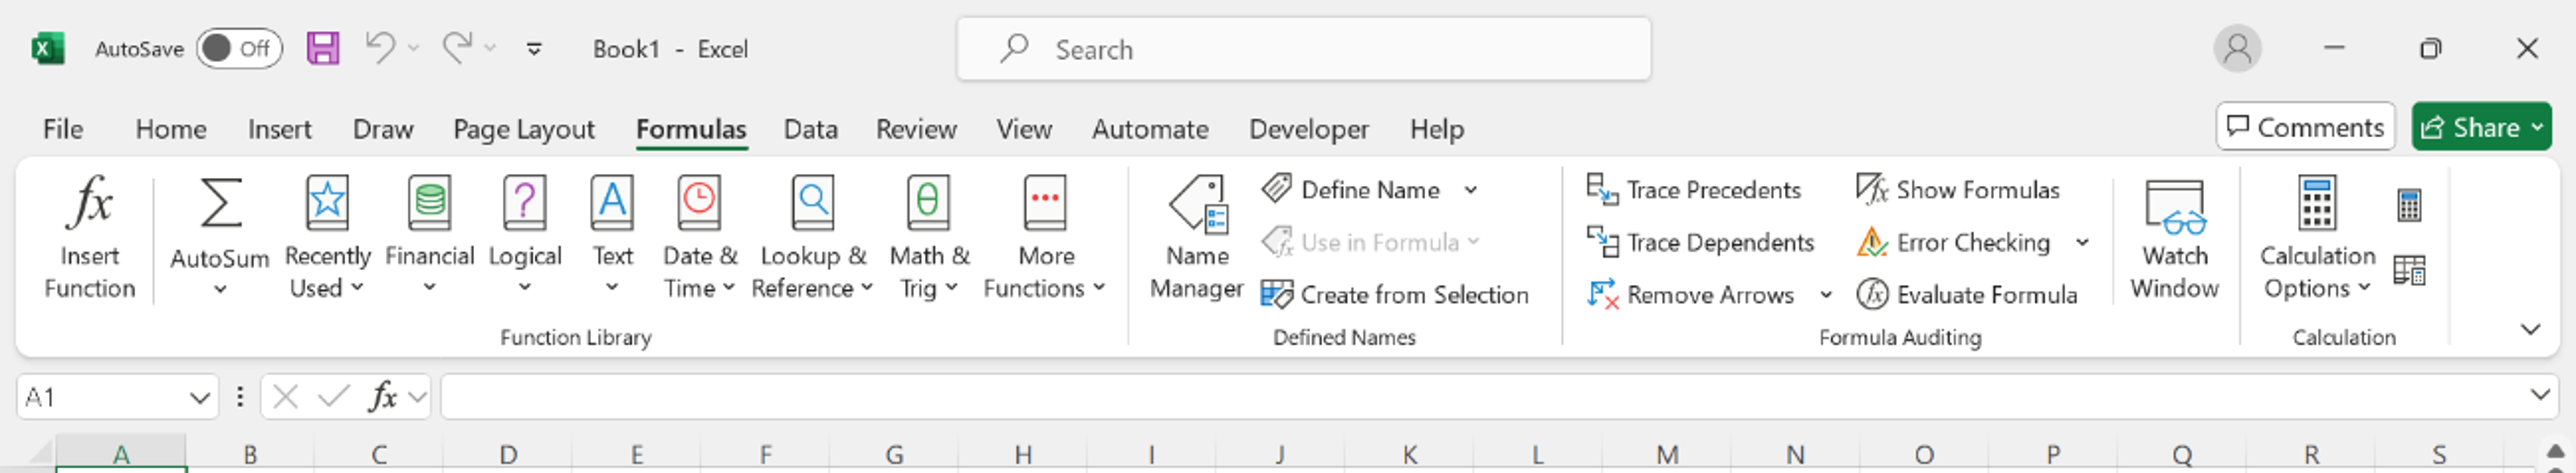 AutoSave Off Book1 - Excel Search
File Home Insert Draw Page Layout Formulas Data Review View Automate Developer Help Comments Share
Insert Function
AutoSum
Recently Used
Financial
Logical
Text
Date & Time
Lookup & Reference
Math & Trig
More Functions
Function Library
Name Manager
Define Name
Use in Formula
Create from Selection
Defined Names
Trace Precedents
Trace Dependents
Remove Arrows
Show Formulas
Error Checking
Evaluate Formula
Watch Window
Formula Auditing
Calculation Options
Calculation
A1 fx
A B C D E F G H I J K L M N O P Q R S